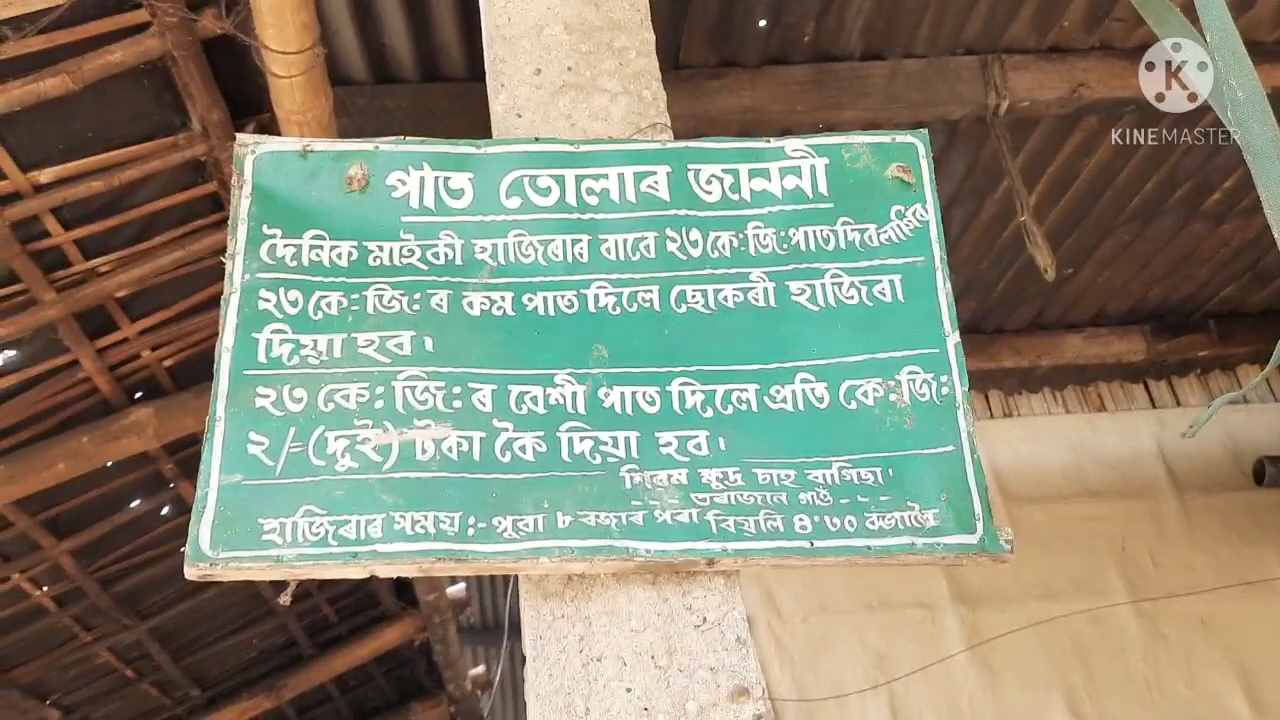 পাত তোলাৰ জাননী
দৈনিক মাইকী হাজিৰাৰ বাবে ২৩ কে:জি:পাত দিব লাগিব
২৩ কে: জি: ৰ কম পাত দিলে ছোকৰী হাজিৰা
দিয়া হব।
২৩ কে: জি: ৰ বেশী পাত দিলে প্ৰতি কে:জি:
২/= (দুই) টকা কৈ দিয়া হব।
শিৱম ক্ষুদ্ৰ চাহ বাগিছা
তৰাজান গাওঁ
হাজিৰাৰ সময়:- পুৱা ৮ বজাৰ পৰা বিয়লি ৪'৩০ বজালৈ
KINEMASTER